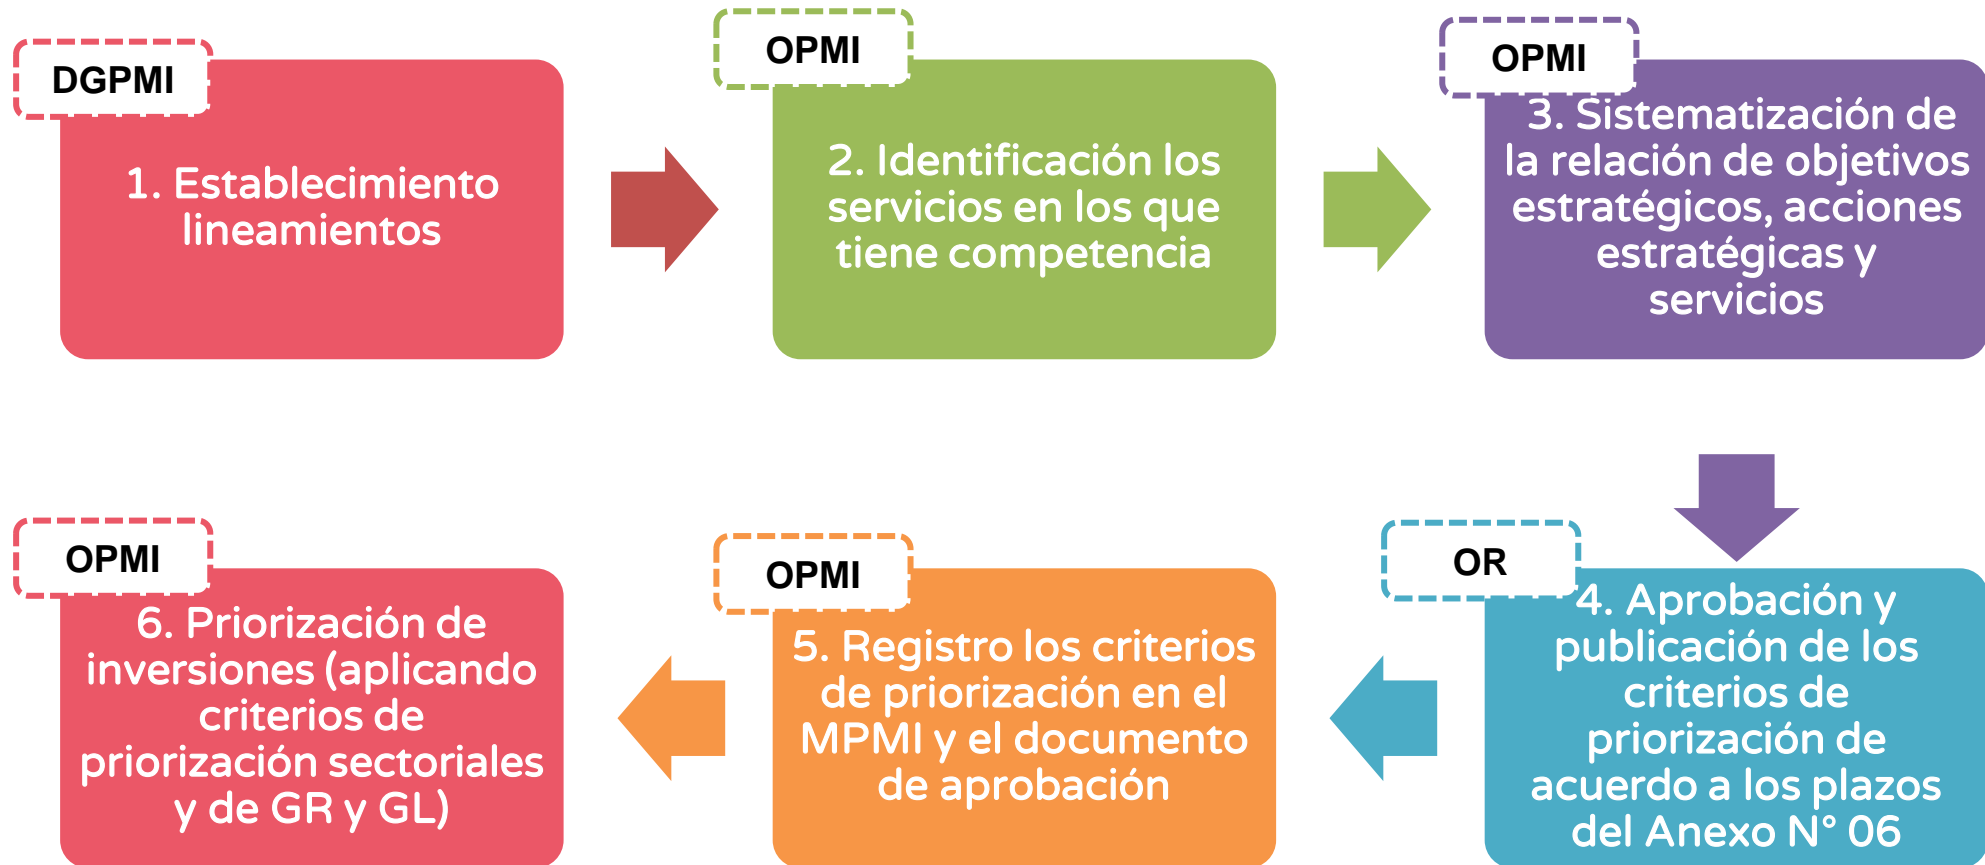 DGPMI
1. Establecimiento
lineamientos
OPMI
2. Identificación los
servicios en los que
tiene competencia
OPMI
3. Sistematización de
la relación de objetivos
estratégicos, acciones
estratégicas y
servicios
OR
4. Aprobación y
publicación de los
criterios de
priorización de
acuerdo a los plazos
del Anexo N° 06
OPMI
5. Registro los criterios
de priorización en el
MPMI y el documento
de aprobación
OPMI
6. Priorización de
inversiones (aplicando
criterios de
priorización sectoriales
y de GR y GL)